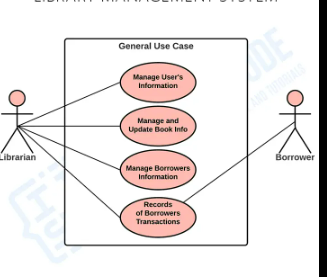 LIBRARY MANAGEMENT SYSTEM
General Use Case
Manage User's
Information
Manage and
Update Book Info
Librarian
Borrower
Manage Borrowers
Information
Records
of Borrowers
Transactions